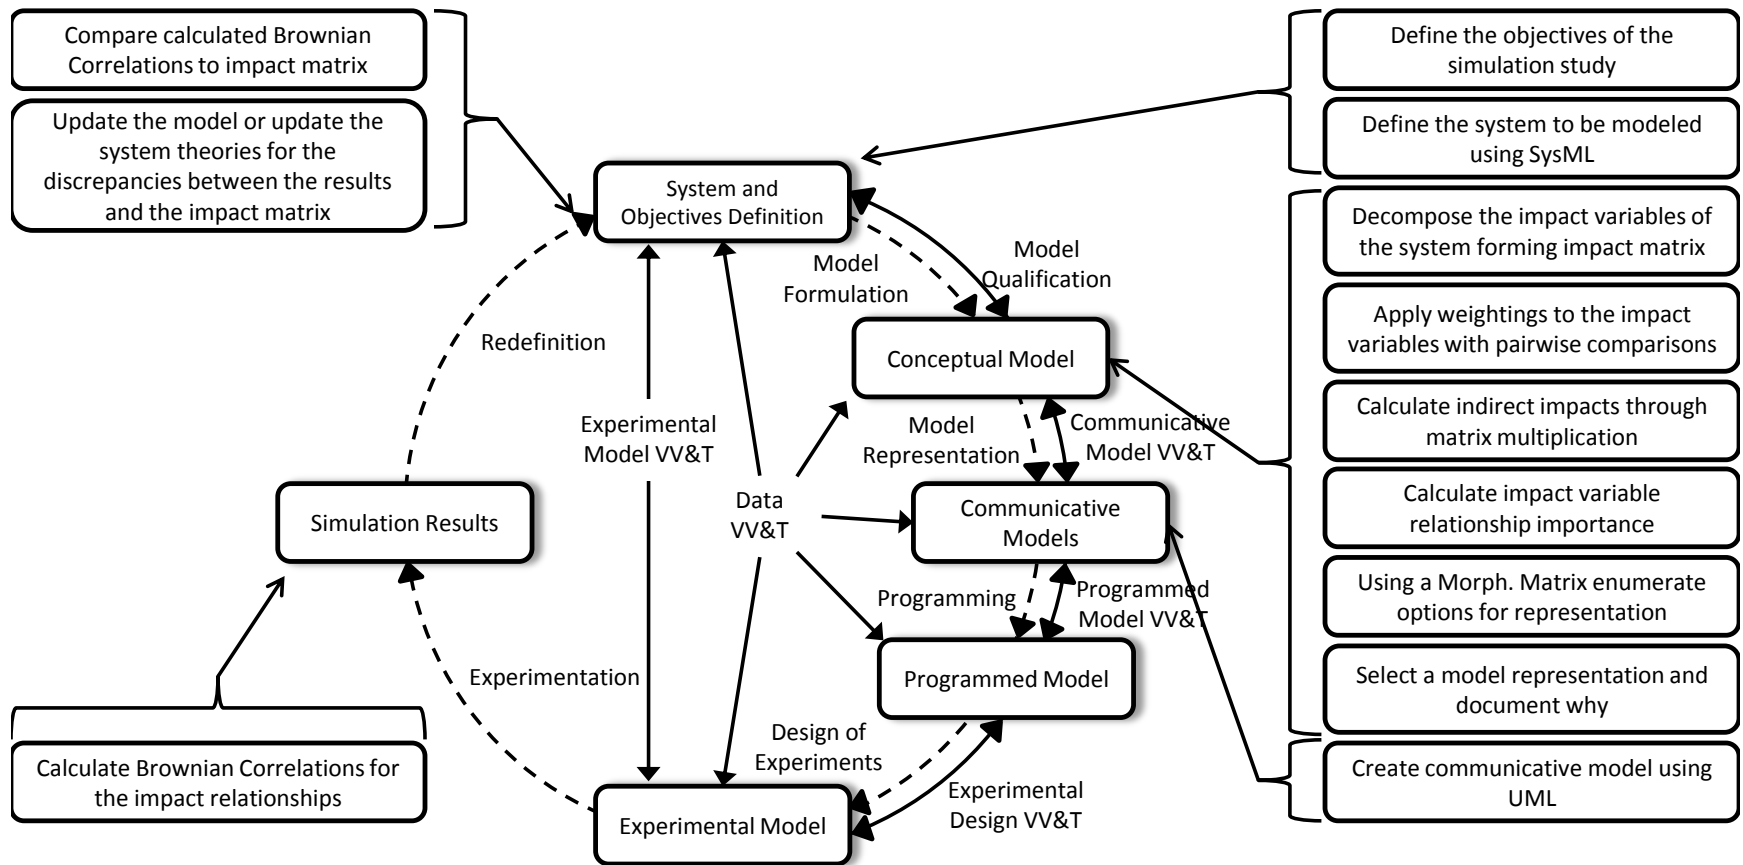 Compare calculated Brownian
Correlations to impact matrix
Update the model or update the
system theories for the
discrepancies between the results
and the impact matrix
Define the objectives of the
simulation study
Define the system to be modeled
using SysML
System and
Objectives Definition
Decompose the impact variables of
the system forming impact matrix
Model
Formulation
Model
Qualification
Apply weightings to the impact
variables with pairwise comparisons
Redefinition
Conceptual Model
Calculate indirect impacts through
matrix multiplication
Experimental
Model VV&T
Model
Representation
Communicative
Model VV&T
Calculate impact variable
relationship importance
Simulation Results
Data
VV&T
Communicative
Models
Using a Morph. Matrix enumerate
options for representation
Programming
Programmed
Model VV&T
Experimentation
Programmed Model
Select a model representation and
document why
Design of
Experiments
Calculate Brownian Correlations for
the impact relationships
Experimental
Design VV&T
Create communicative model using
UML
Experimental Model